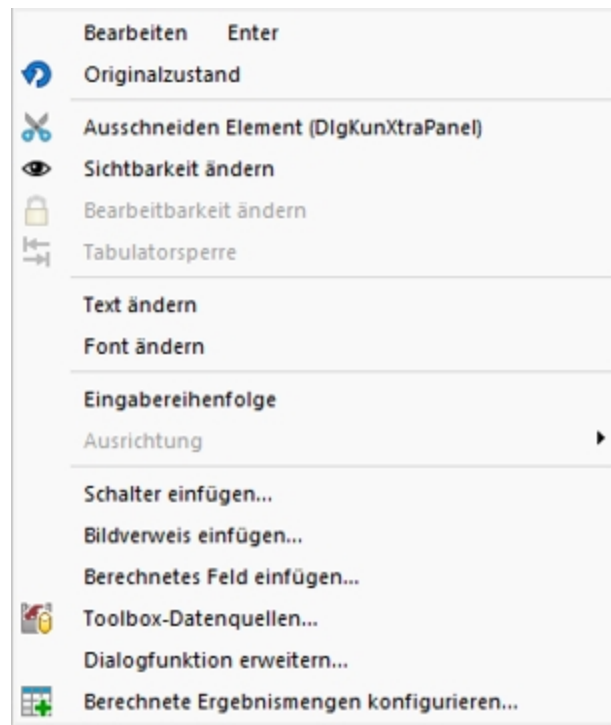 Bearbeiten Enter
Originalzustand
Ausschneiden Element (DlgKunXtraPanel)
Sichtbarkeit ändern
Bearbeitbarkeit ändern
Tabulatorsperre
Text ändern
Font ändern
Eingabereihenfolge
Ausrichtung
Schalter einfügen...
Bildverweis einfügen...
Berechnetes Feld einfügen...
Toolbox-Datenquellen...
Dialogfunktion erweitern...
Berechnete Ergebnismengen konfigurieren...